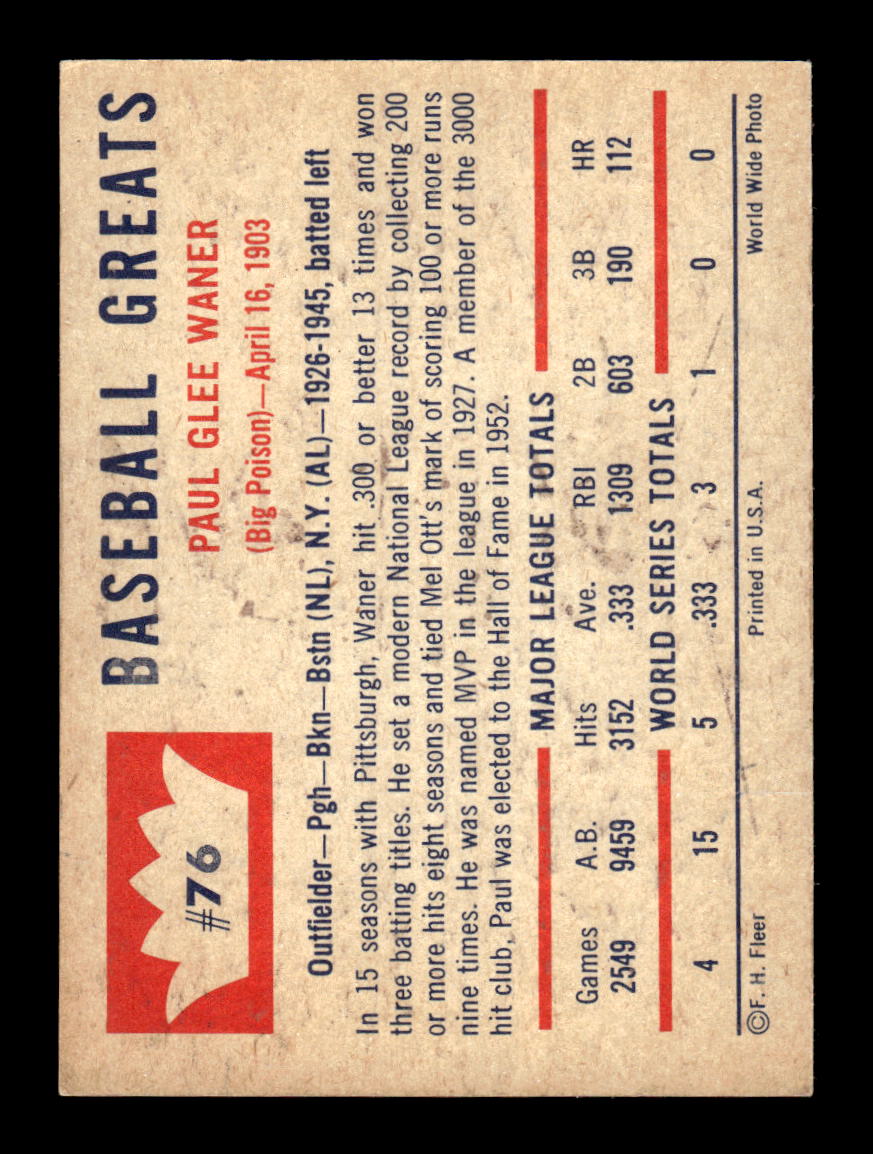 #76
BASEBALL GREATS
PAUL GLEE WANER
(Big Poison)—April 16, 1903
Outfielder—Pgh—Bkn—Bstn (NL), N.Y. (AL)—1926-1945, batted left
In 15 seasons with Pittsburgh, Waner hit .300 or better 13 times and won
three batting titles. He set a modern National League record by collecting 200
or more hits eight seasons and tied Mel Ott's mark of scoring 100 or more runs
nine times. He was named MVP in the league in 1927. A member of the 3000
hit club, Paul was elected to the Hall of Fame in 1952.
MAJOR LEAGUE TOTALS
Games A.B. Hits Ave. RBI 2B 3B HR
2549 9459 3152 .333 1309 603 190 112
WORLD SERIES TOTALS
4 15 5 .333 3 1 0 0
©F. H. Fleer Printed in U.S.A. World Wide Photo